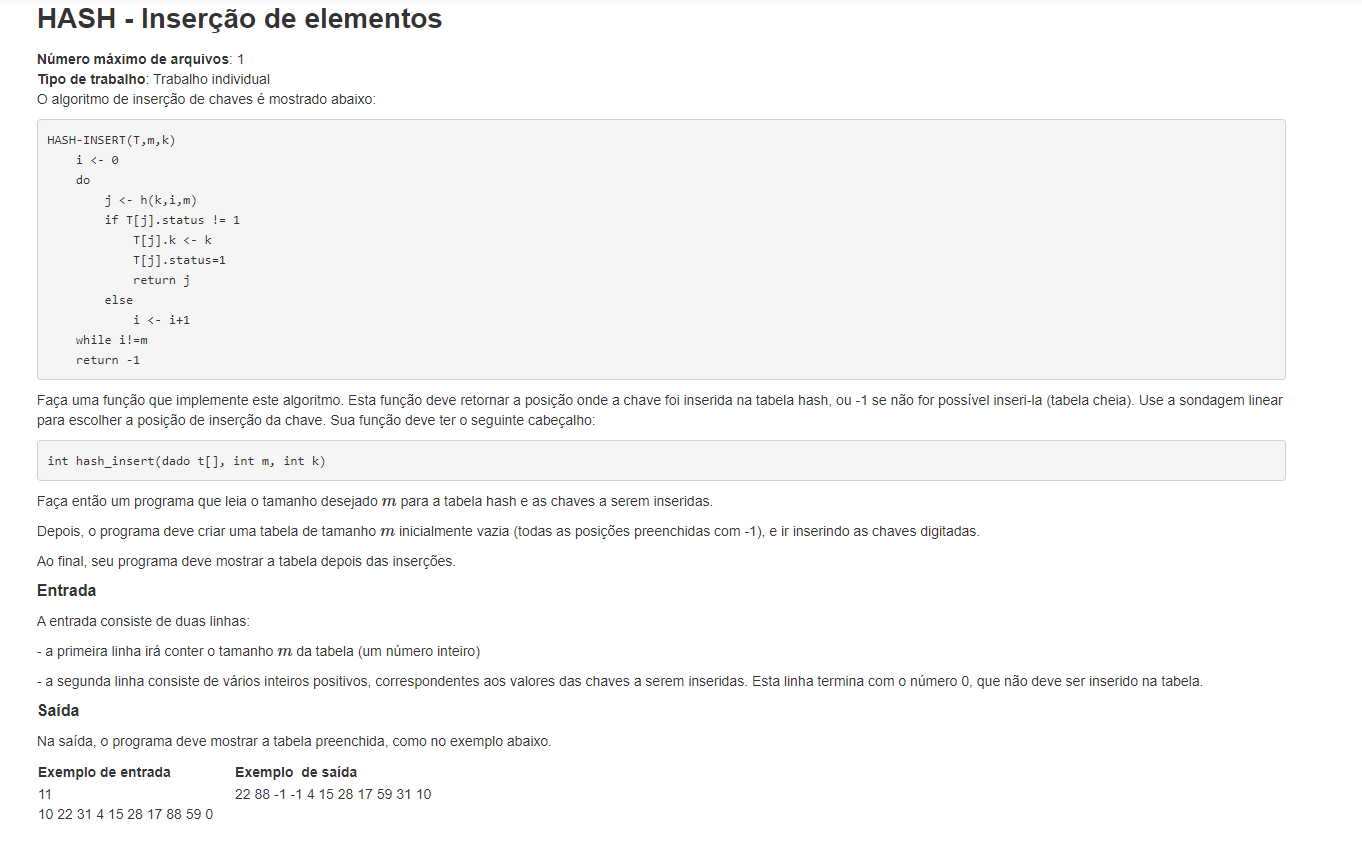 HASH - Inserção de elementos
Número máximo de arquivos: 1
Tipo de trabalho: Trabalho individual
O algoritmo de inserção de chaves é mostrado abaixo:
HASH-INSERT(T,m,k)
    i <- 0
    do
        j <- h(k,i,m)
        if T[j].status != 1
            T[j].k <- k
            T[j].status=1
            return j
        else
            i <- i+1
    while i!=m
    return -1
Faça uma função que implemente este algoritmo. Esta função deve retornar a posição onde a chave foi inserida na tabela hash, ou -1 se não for possível inseri-la (tabela cheia). Use a sondagem linear
para escolher a posição de inserção da chave. Sua função deve ter o seguinte cabeçalho:
int hash_insert(dado t[], int m, int k)
Faça então um programa que leia o tamanho desejado m para a tabela hash e as chaves a serem inseridas.
Depois, o programa deve criar uma tabela de tamanho m inicialmente vazia (todas as posições preenchidas com -1), e ir inserindo as chaves digitadas.
Ao final, seu programa deve mostrar a tabela depois das inserções.
Entrada
A entrada consiste de duas linhas:
- a primeira linha irá conter o tamanho m da tabela (um número inteiro)
- a segunda linha consiste de vários inteiros positivos, correspondentes aos valores das chaves a serem inseridas. Esta linha termina com o número 0, que não deve ser inserido na tabela.
Saída
Na saída, o programa deve mostrar a tabela preenchida, como no exemplo abaixo.
Exemplo de entrada Exemplo de saída
11 22 88 -1 -1 4 15 28 17 59 31 10
10 22 31 4 15 28 17 88 59 0